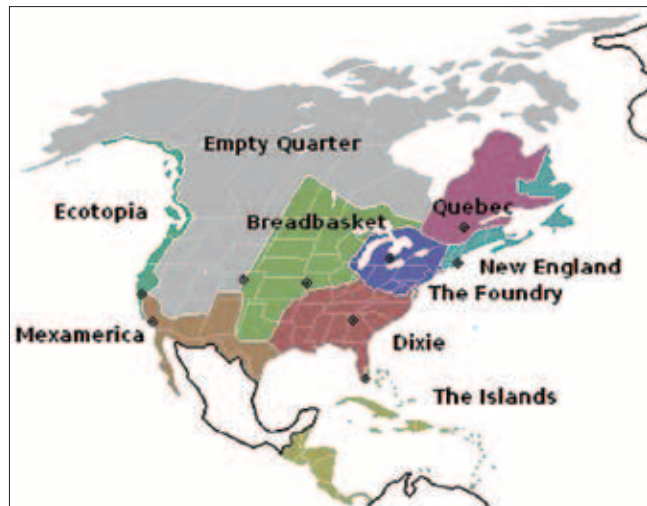 Empty Quarter
Ecotopia
Breadbasket
Quebec
New England
The Foundry
Mexamerica
Dixie
The Islands